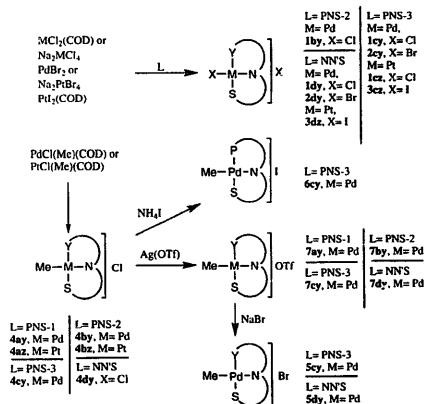 MCl2(COD) or
Na2MCl4
PdBr2 or
Na2PtBr4
PtI2(COD)
L
Y
X-M-N
X
S
L= PNS-2
M= Pd
1by, X= Cl
L= NN'S
M= Pd,
1dy, X= Cl
2dy, X= Br
M= Pt,
3dz, X= I
L= PNS-3
M= Pd,
1cy, X= Cl
2cy, X= Br
M= Pt
1cz, X= Cl
3cz, X= I
PdCl(Me)(COD) or
PtCl(Me)(COD)
NH4I
P
Me-Pd-N
I
S
L= PNS-3
6cy, M= Pd
Y
Me-M-N
Cl
S
Ag(OTf)
Y
Me-M-N
OTf
S
L= PNS-1
7ay, M= Pd
L= PNS-3
7cy, M= Pd
L= PNS-2
7by, M= Pd
L= NN'S
7dy, M= Pd
NaBr
L= PNS-1
4ay, M= Pd
4az, M= Pt
L= PNS-3
4cy, M= Pd
L= PNS-2
4by, M= Pd
4bz, M= Pt
L= NN'S
4dy, X= Cl
Y
Me-Pd-N
Br
S
L= PNS-3
5cy, M= Pd
L= NN'S
5dy, M= Pd